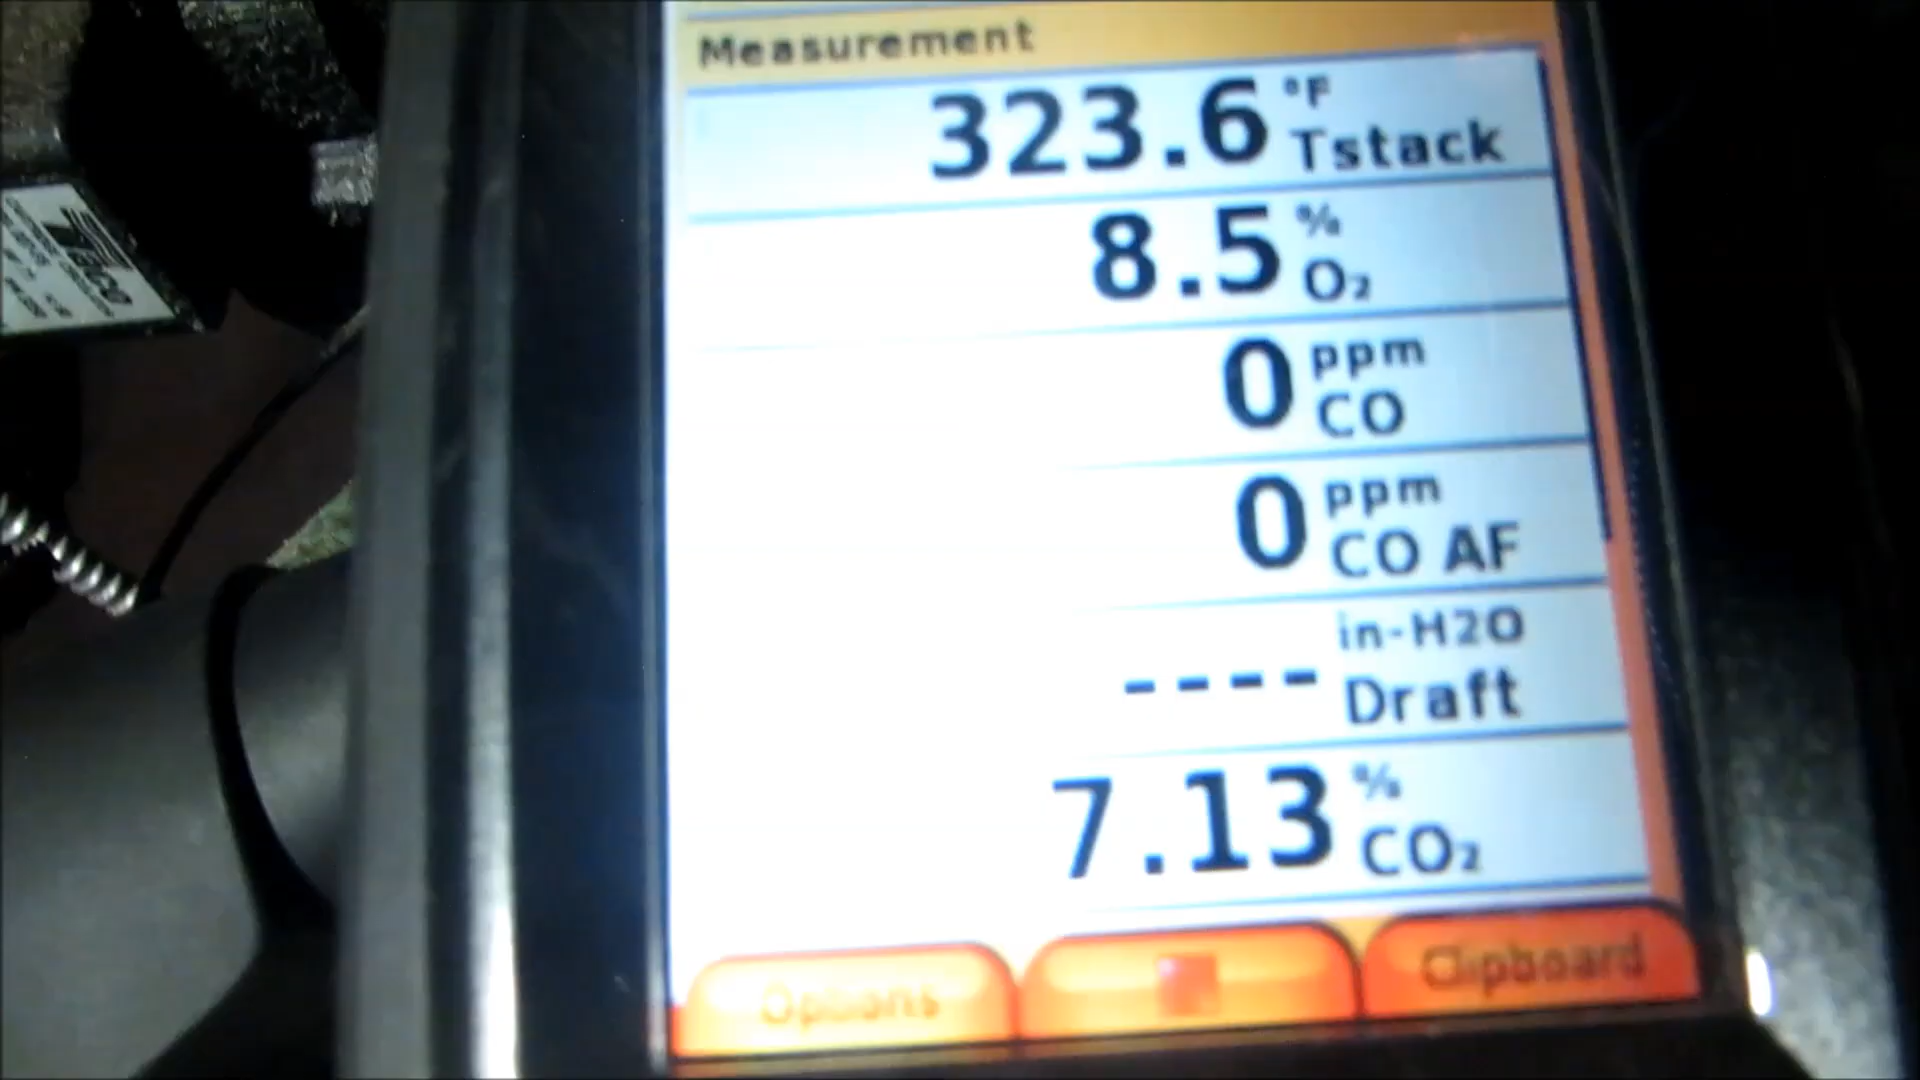 Measurement
323.6 °F Tstack
8.5 % O₂
0 ppm CO
0 ppm CO AF
---- in-H2O Draft
7.13 % CO₂
Options Clipboard